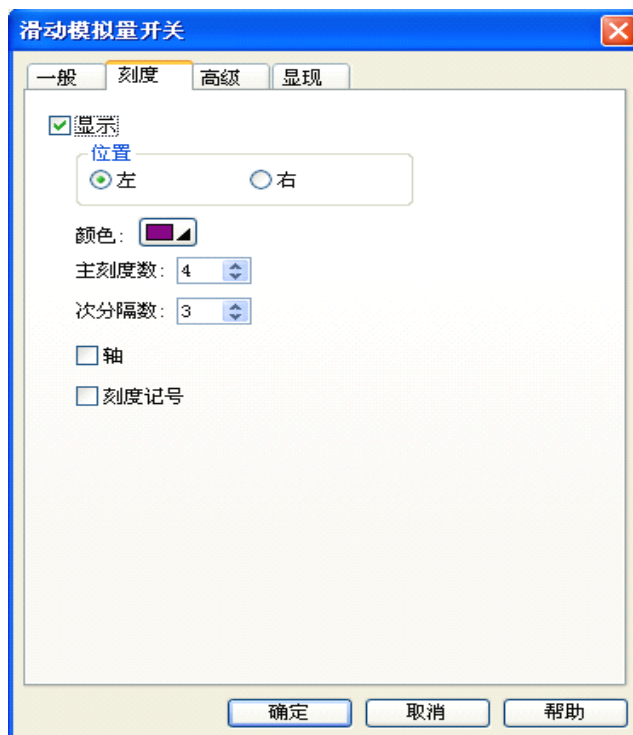 滑动模拟量开关
一般 刻度 高级 显现
显示
位置
左 右
颜色:
主刻度数: 4
次分隔数: 3
轴
刻度记号
确定 取消 帮助